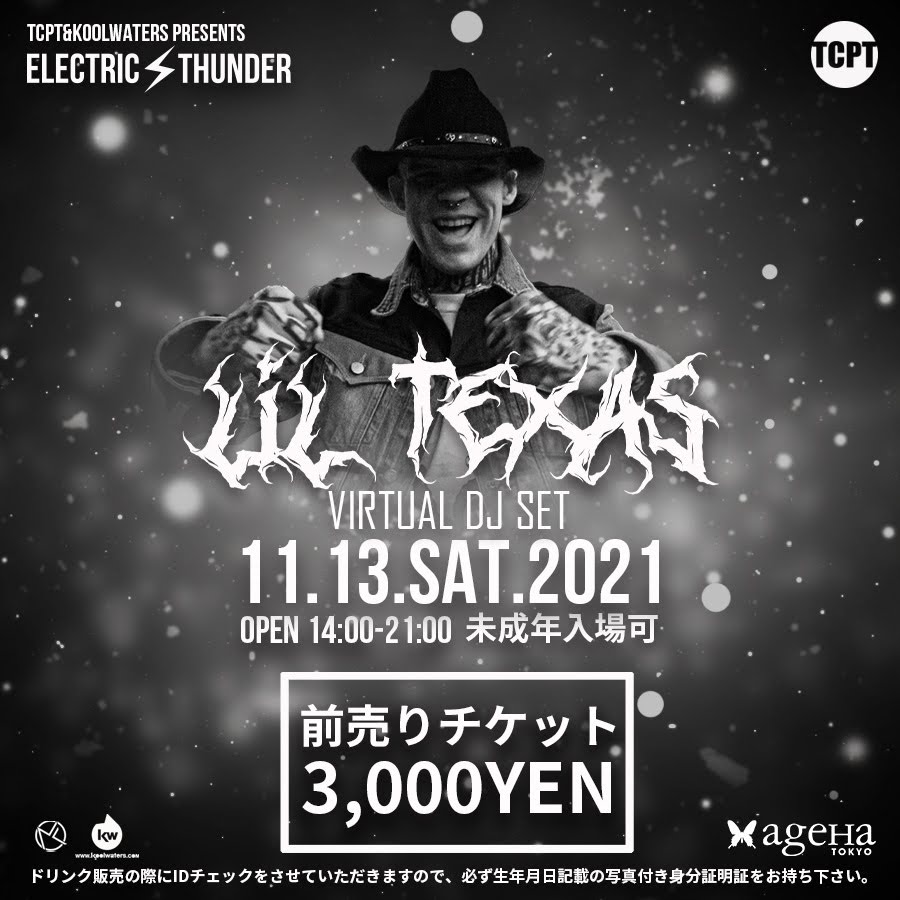 TCPT&KOOLWATERS PRESENTS
ELECTRIC THUNDER
TCPT
LIL TEXAS
VIRTUAL DJ SET
11.13.SAT.2021
OPEN 14:00-21:00 未成年入場可
前売りチケット
3,000YEN
kw
www.koolwaters.com
ageHa
TOKYO
ドリンク販売の際にIDチェックをさせていただきますので、必ず生年月日記載の写真付き身分証明証をお持ち下さい。